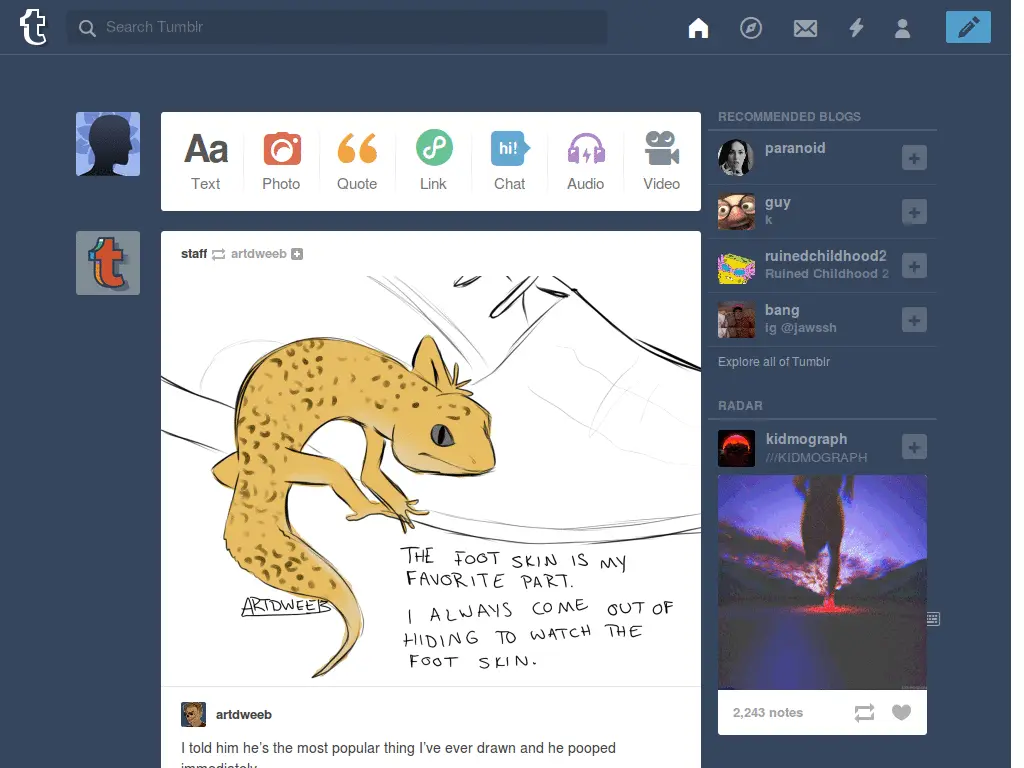 Search Tumblr
Aa
hi!
Text
Photo
Quote
Link
Chat
Audio
Video
staff artdweeb
THE FOOT SKIN IS MY
FAVORITE PART.
I ALWAYS COME OUT OF
HIDING TO WATCH THE
FOOT SKIN.
ARTDWEEB
artdweeb
I told him he's the most popular thing I've ever drawn and he pooped
immediately
RECOMMENDED BLOGS
paranoid
guy
k
ruinedchildhood2
Ruined Childhood 2
bang
ig @jawssh
Explore all of Tumblr
RADAR
kidmograph
///KIDMOGRAPH
2,243 notes